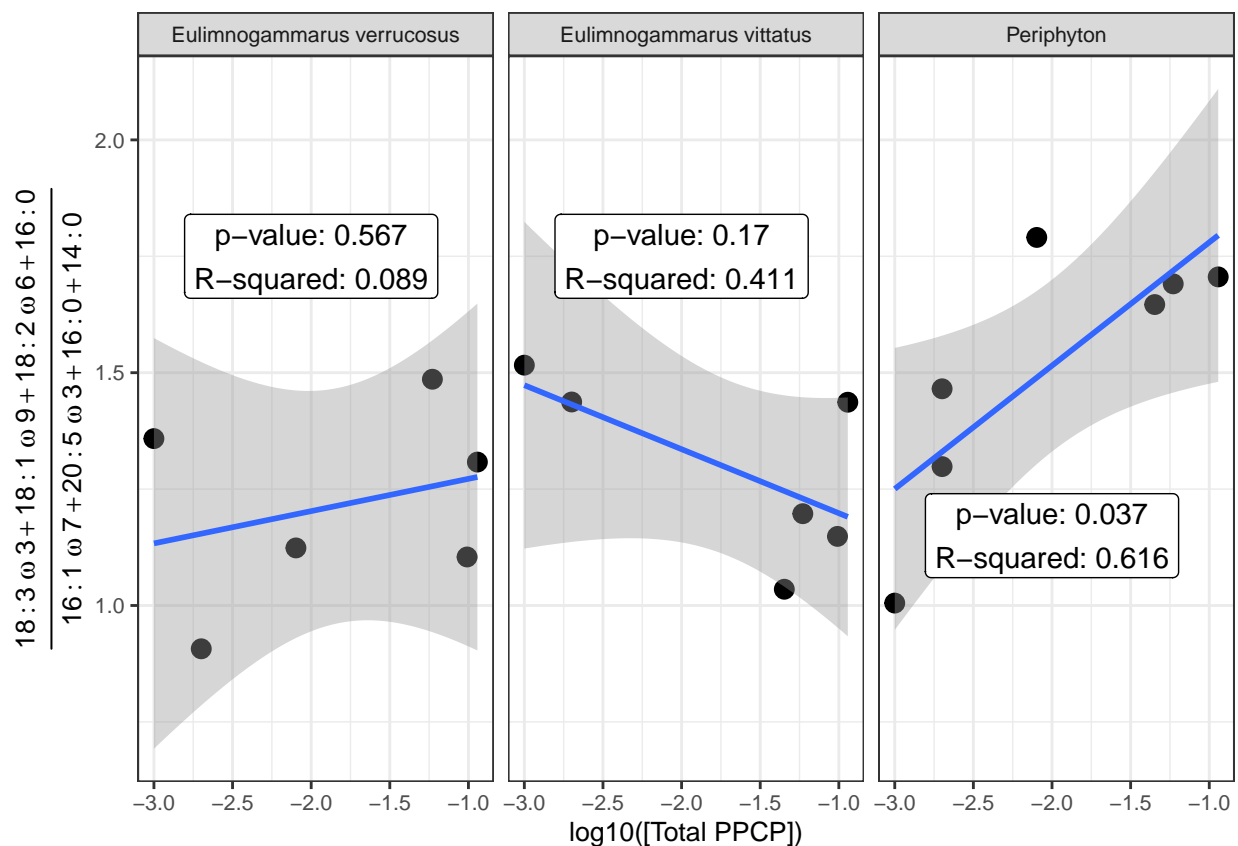 Eulimnogammarus verrucosus
Eulimnogammarus vittatus
Periphyton
18:3ω3+18:1ω9+18:2ω6+16:0
16:1ω7+20:5ω3+16:0+14:0
2.0
1.5
1.0
p−value: 0.567
R−squared: 0.089
p−value: 0.17
R−squared: 0.411
p−value: 0.037
R−squared: 0.616
−3.0 −2.5 −2.0 −1.5 −1.0
−3.0 −2.5 −2.0 −1.5 −1.0
−3.0 −2.5 −2.0 −1.5 −1.0
log10([Total PPCP])